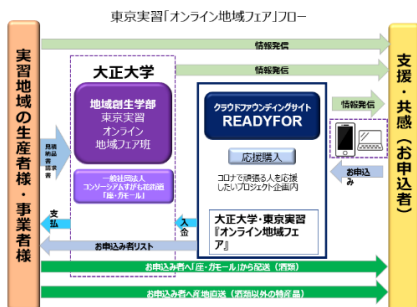 東京実習「オンライン地域フェア」フロー
情報発信
大正大学
情報発信
実習地域の生産者様・事業者様
地域創生学部
東京実習
オンライン
地域フェア班
一般社団法人
コンソーシアムすがも花街道
「座・ガモール」
クラウドファウンディングサイト
READYFOR
応援購入
コロナで頑張る人を応援
したいプロジェクト企画内
大正大学・東京実習
『オンライン地域フェ
ア』
情報発信
お申込
み
支援・共感（お申込者）
見積
納品書
請求書
支払
入金
お申込み者リスト
お申込み者へ「座・ガモール」から配送（酒類）
お申込み者へ産地直送（酒類以外の特産品）